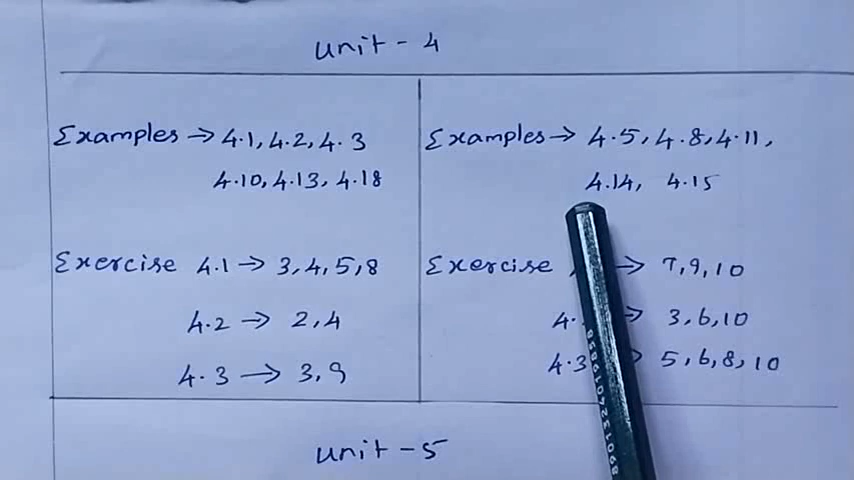 unit - 4
Examples → 4.1, 4.2, 4.3
4.10, 4.13, 4.18
Exercise 4.1 → 3, 4, 5, 8
4.2 → 2, 4
4.3 → 3, 9
Examples → 4.5, 4.8, 4.11,
4.14, 4.15
Exercise → 7, 9, 10
4. → 3, 6, 10
4.3 → 5, 6, 8, 10
unit - 5